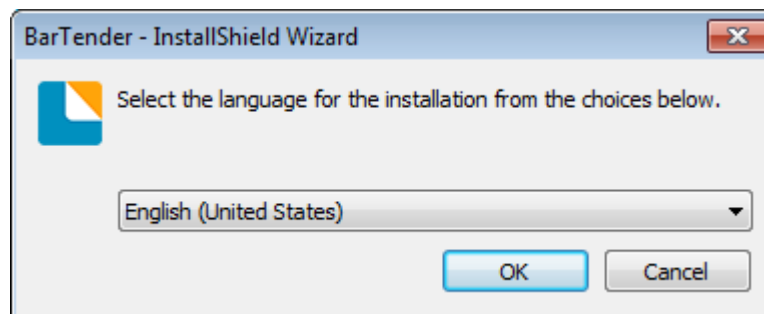 BarTender - InstallShield Wizard
Select the language for the installation from the choices below.
English (United States)
OK
Cancel